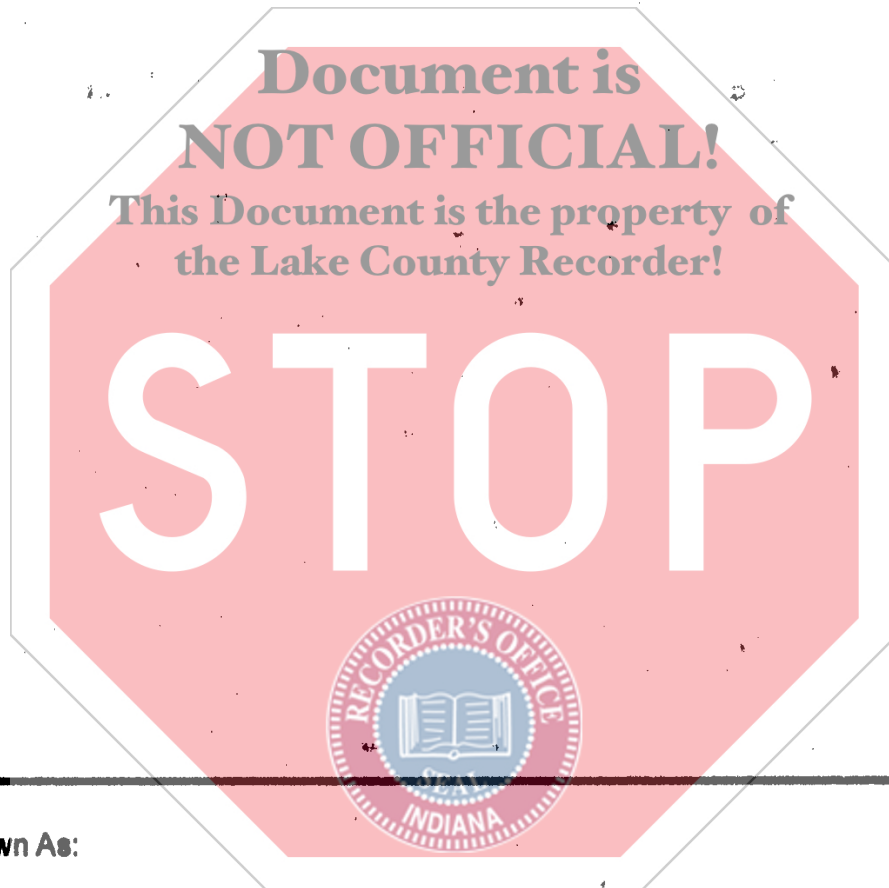 Document is
NOT OFFICIAL!
This Document is the property of
the Lake County Recorder!
STOP
RECORDER'S OFFICE
SEAL
INDIANA
wn As: